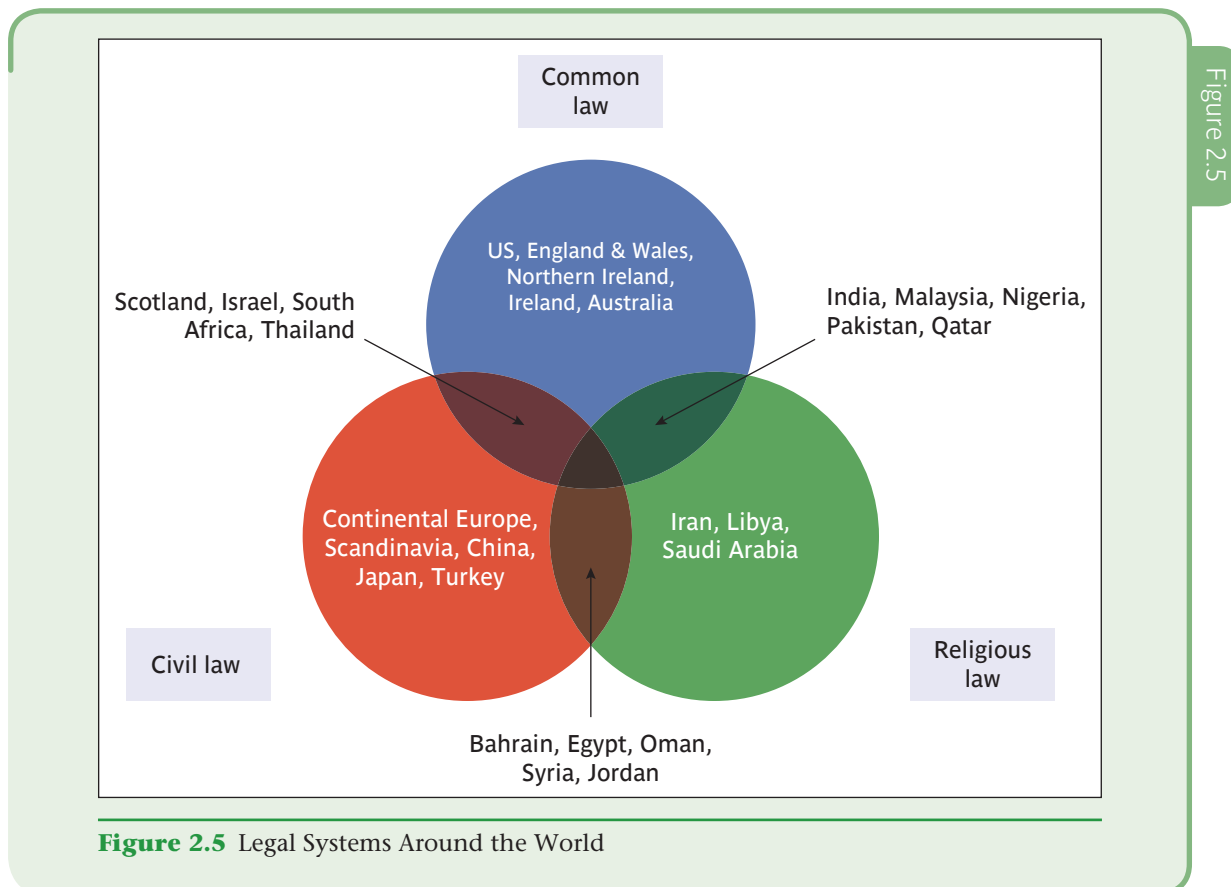 Figure 2.5
Common
law
US, England & Wales,
Northern Ireland,
Ireland, Australia
Scotland, Israel, South
Africa, Thailand
India, Malaysia, Nigeria,
Pakistan, Qatar
Continental Europe,
Scandinavia, China,
Japan, Turkey
Iran, Libya,
Saudi Arabia
Civil law
Religious
law
Bahrain, Egypt, Oman,
Syria, Jordan
Figure 2.5 Legal Systems Around the World